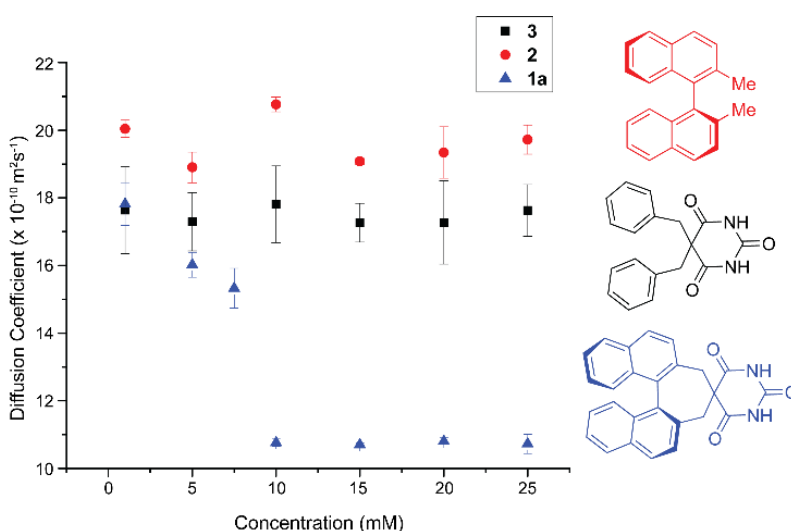 3
2
1a
22
20
18
16
14
12
10
0
5
10
15
20
25
Diffusion Coefficient (x 10⁻¹⁰ m²s⁻¹)
Concentration (mM)
Me
Me
O
NH
O
NH
O
O
NH
O
NH
O